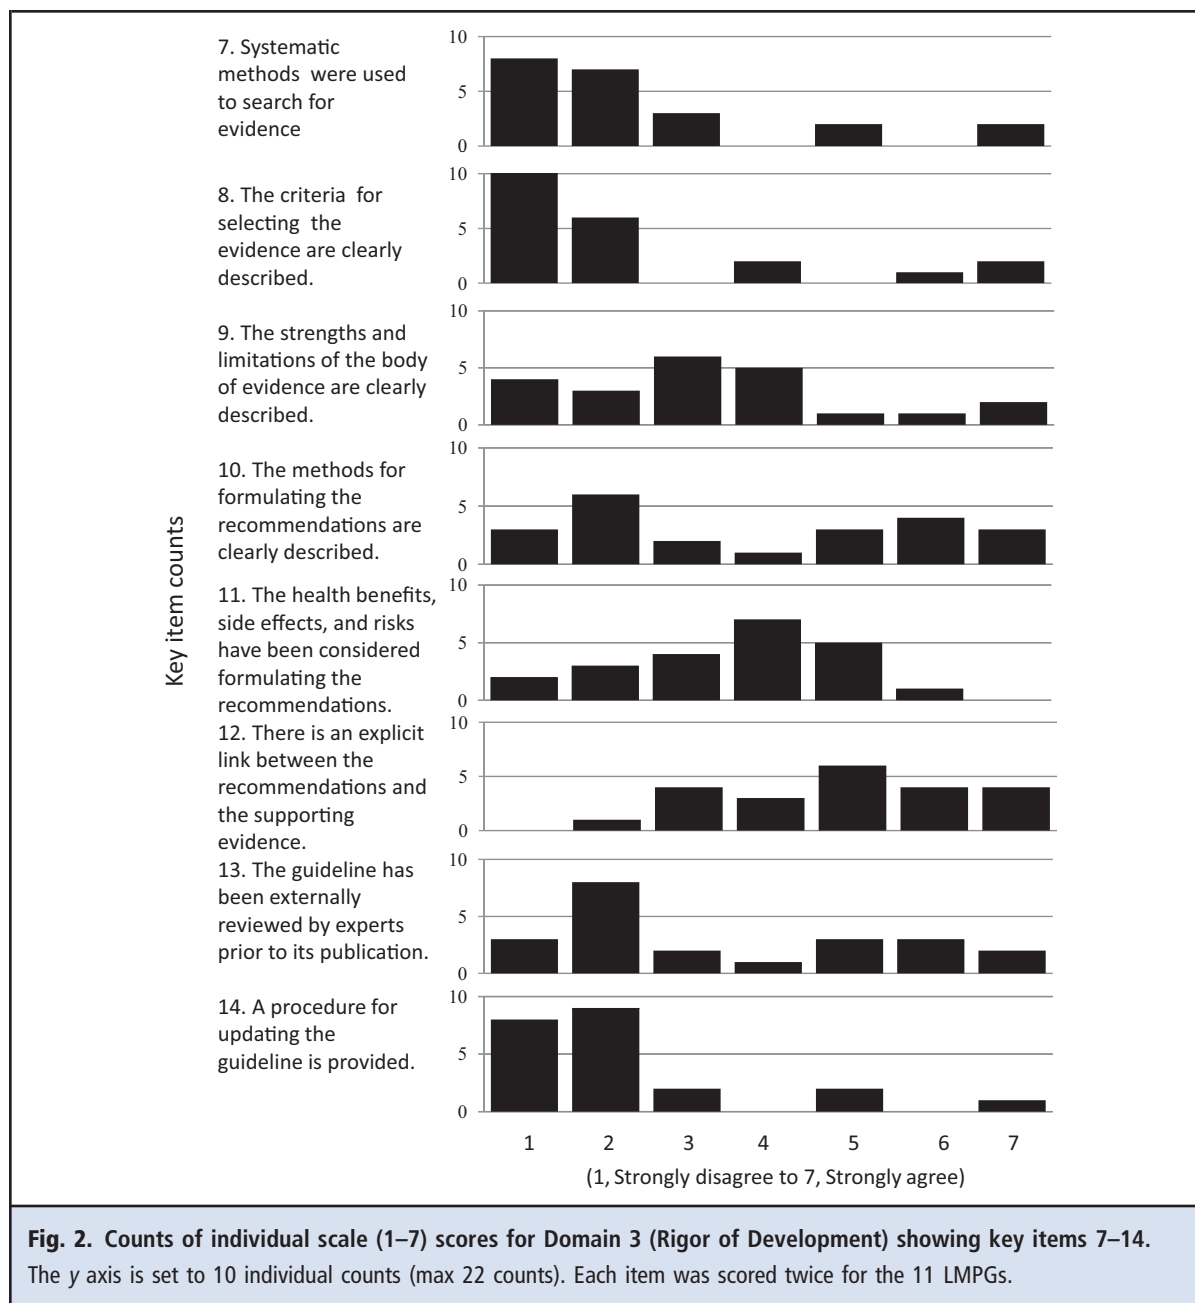 7. Systematic
methods were used
to search for
evidence
10
5
0
8. The criteria for
selecting the
evidence are clearly
described.
10
5
0
9. The strengths and
limitations of the body
of evidence are clearly
described.
10
5
0
10. The methods for
formulating the
recommendations are
clearly described.
10
5
0
11. The health benefits,
side effects, and risks
have been considered
formulating the
recommendations.
10
5
0
12. There is an explicit
link between the
recommendations and
the supporting
evidence.
10
5
0
13. The guideline has
been externally
reviewed by experts
prior to its publication.
10
5
0
14. A procedure for
updating the
guideline is provided.
10
5
0
Key item counts
1 2 3 4 5 6 7
(1, Strongly disagree to 7, Strongly agree)
Fig. 2. Counts of individual scale (1–7) scores for Domain 3 (Rigor of Development) showing key items 7–14.
The y axis is set to 10 individual counts (max 22 counts). Each item was scored twice for the 11 LMPGs.